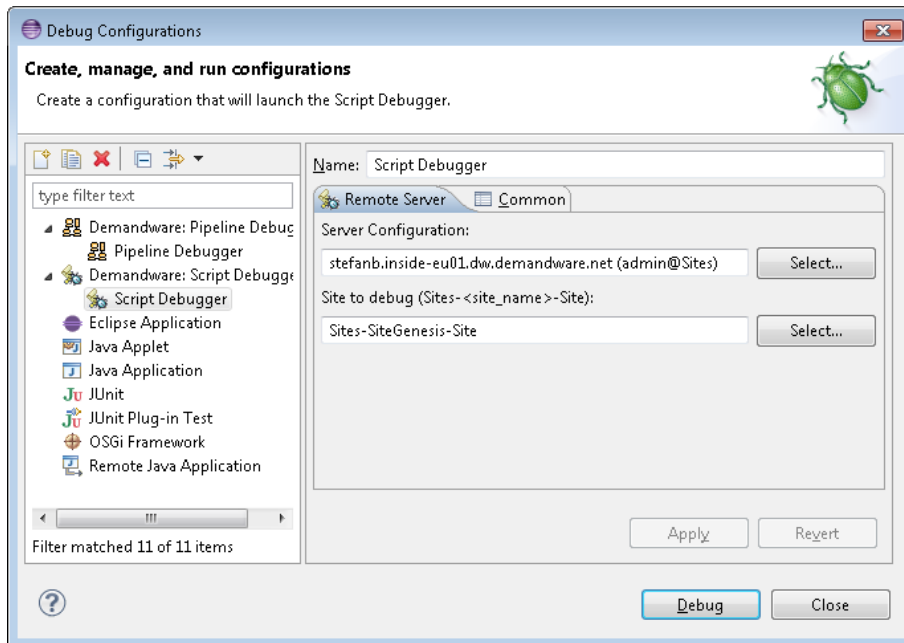 Debug Configurations
Create, manage, and run configurations
Create a configuration that will launch the Script Debugger.
type filter text
Demandware: Pipeline Debug
Pipeline Debugger
Demandware: Script Debugge
Script Debugger
Eclipse Application
Java Applet
Java Application
JUnit
JUnit Plug-in Test
OSGi Framework
Remote Java Application
Filter matched 11 of 11 items
Name: Script Debugger
Remote Server Common
Server Configuration:
stefanb.inside-eu01.dw.demandware.net (admin@Sites) Select...
Site to debug (Sites-<site_name>-Site):
Sites-SiteGenesis-Site Select...
Apply Revert
Debug Close